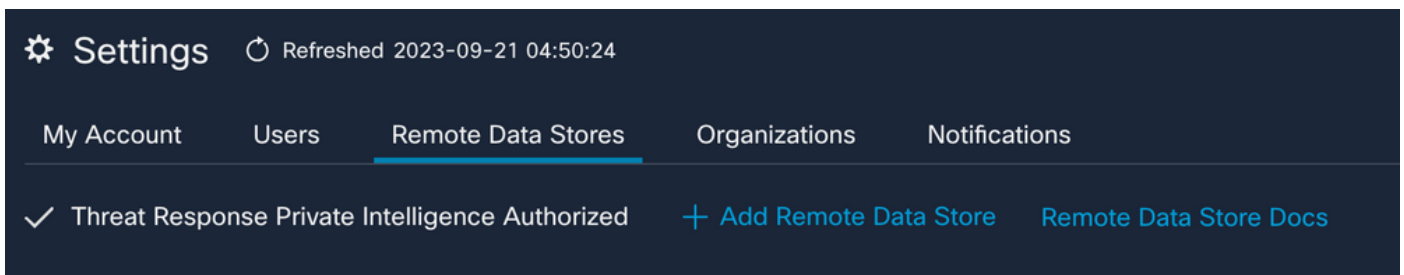 Settings Refreshed 2023-09-21 04:50:24
My Account Users Remote Data Stores Organizations Notifications
Threat Response Private Intelligence Authorized + Add Remote Data Store Remote Data Store Docs